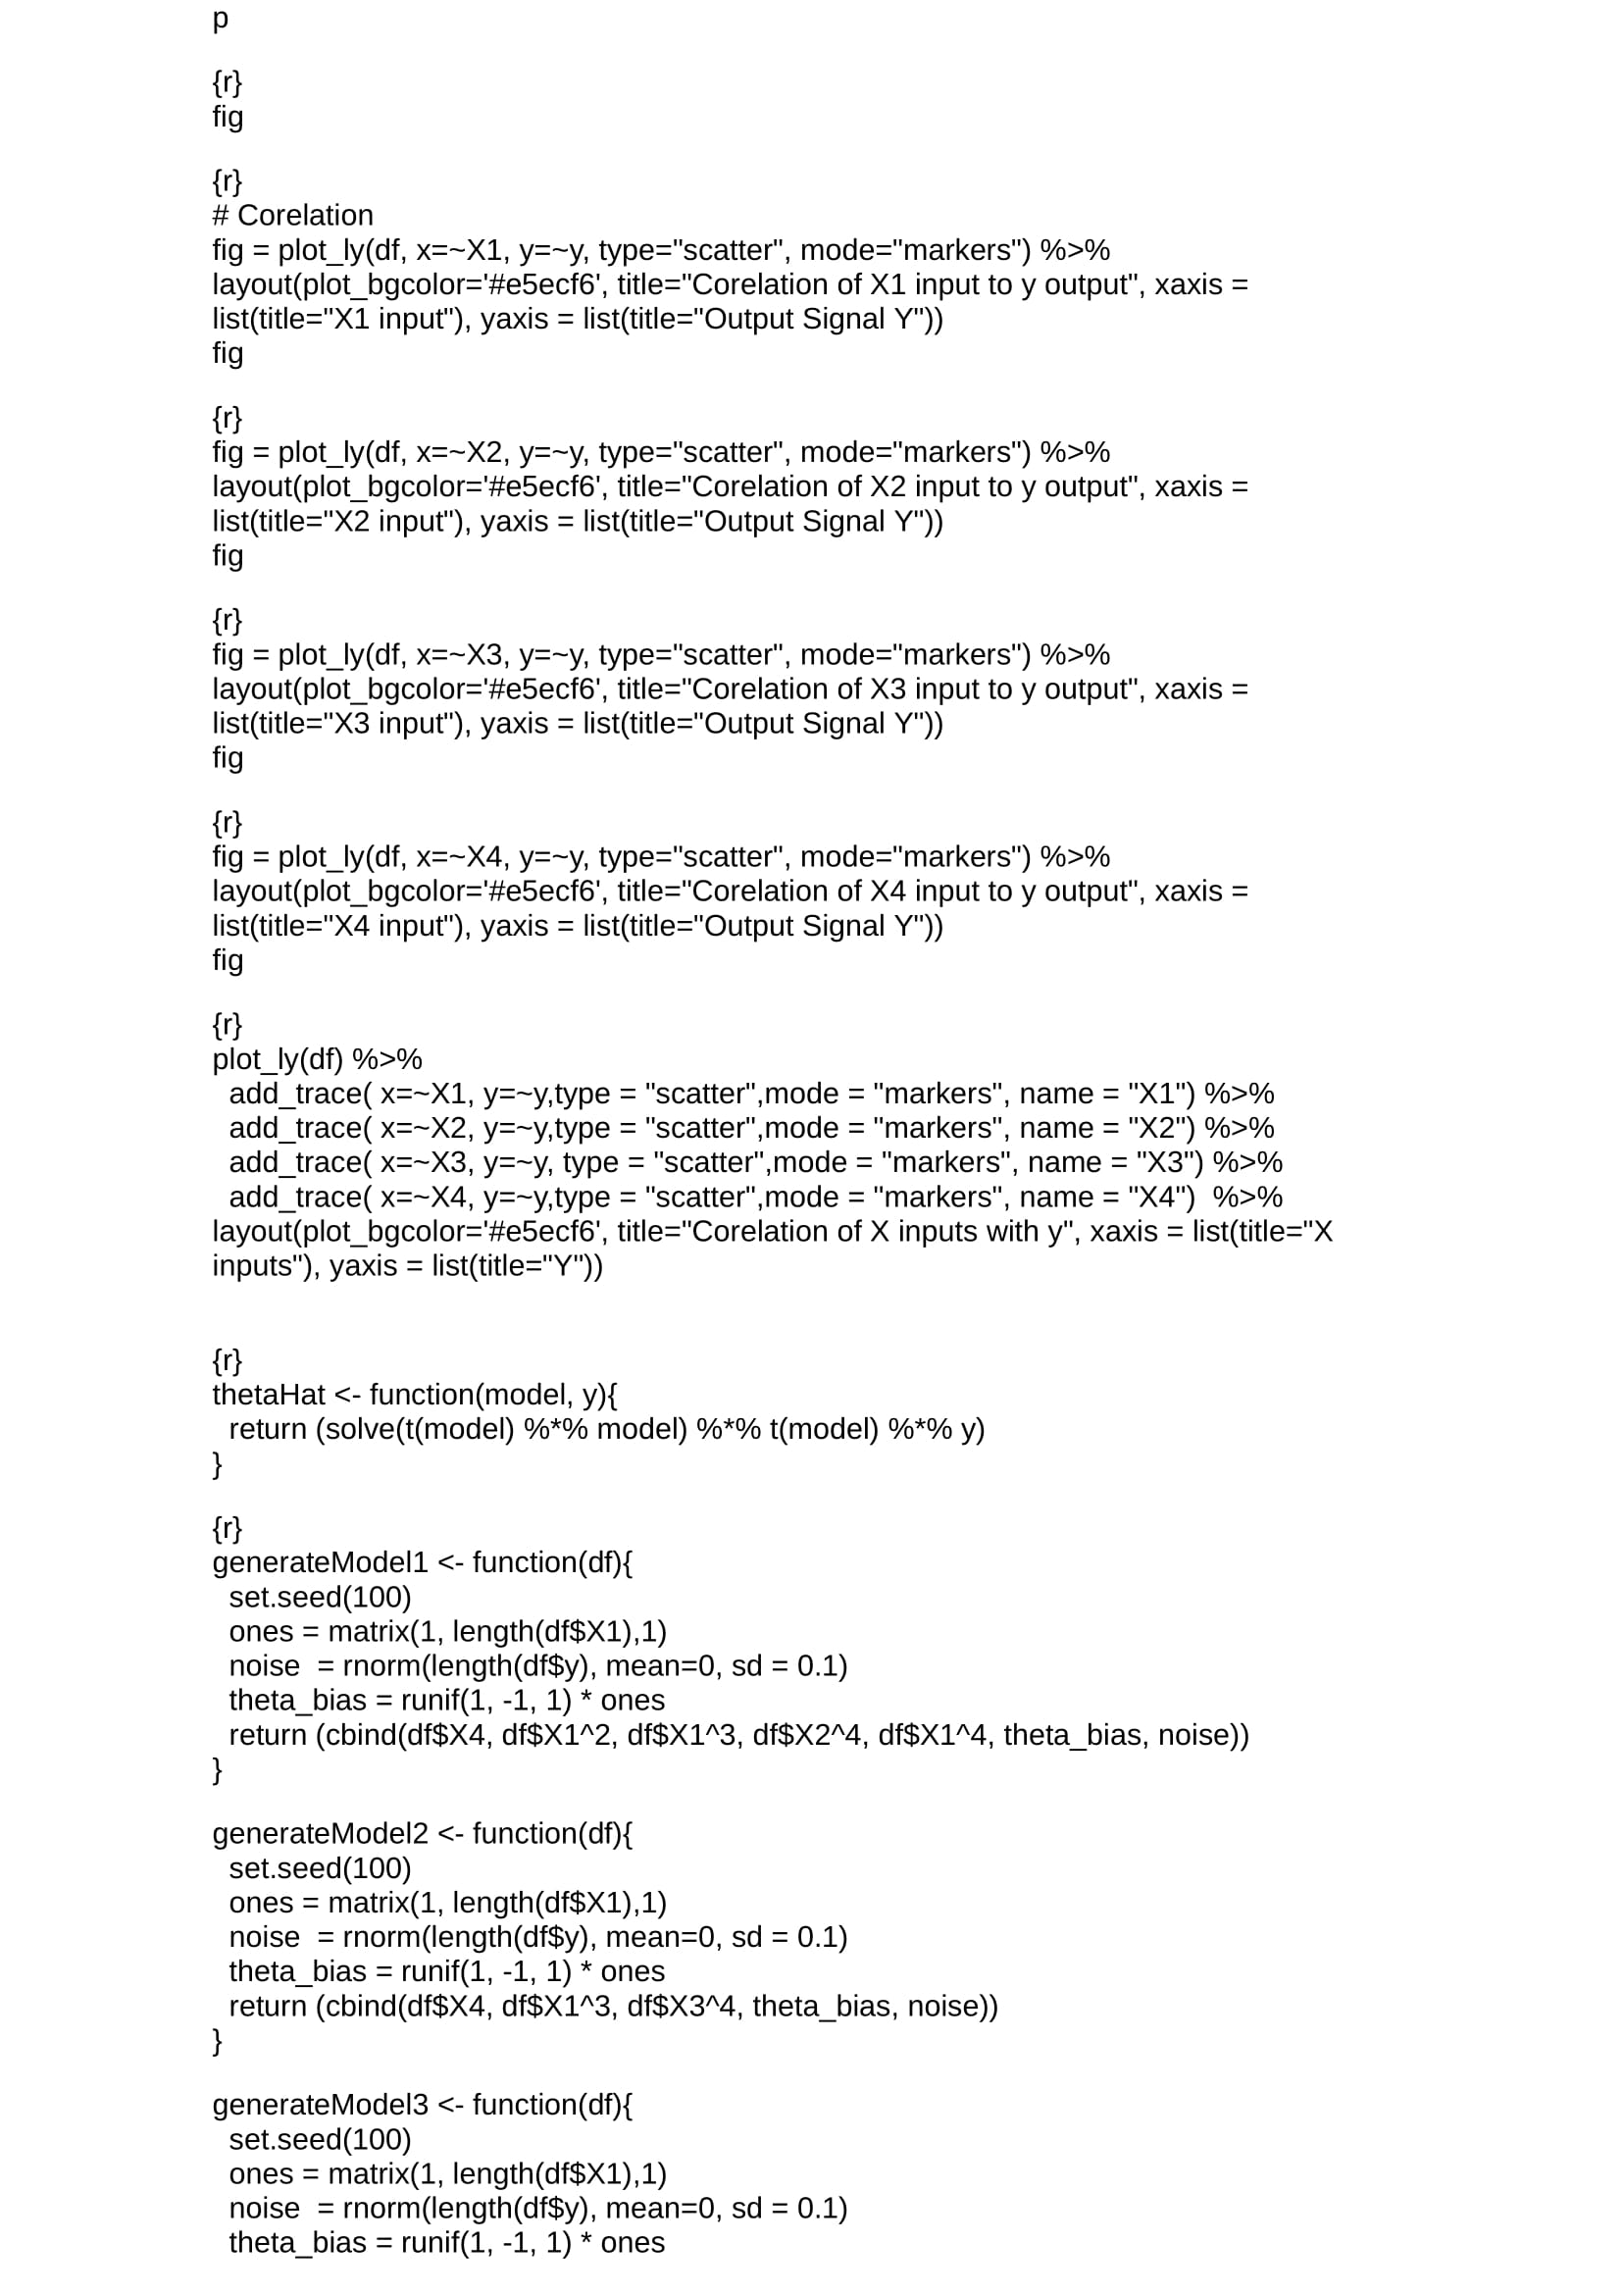 p
{r}
fig
{r}
# Corelation
fig = plot_ly(df, x=~X1, y=~y, type="scatter", mode="markers") %>%
layout(plot_bgcolor='#e5ecf6', title="Corelation of X1 input to y output", xaxis =
list(title="X1 input"), yaxis = list(title="Output Signal Y"))
fig
{r}
fig = plot_ly(df, x=~X2, y=~y, type="scatter", mode="markers") %>%
layout(plot_bgcolor='#e5ecf6', title="Corelation of X2 input to y output", xaxis =
list(title="X2 input"), yaxis = list(title="Output Signal Y"))
fig
{r}
fig = plot_ly(df, x=~X3, y=~y, type="scatter", mode="markers") %>%
layout(plot_bgcolor='#e5ecf6', title="Corelation of X3 input to y output", xaxis =
list(title="X3 input"), yaxis = list(title="Output Signal Y"))
fig
{r}
fig = plot_ly(df, x=~X4, y=~y, type="scatter", mode="markers") %>%
layout(plot_bgcolor='#e5ecf6', title="Corelation of X4 input to y output", xaxis =
list(title="X4 input"), yaxis = list(title="Output Signal Y"))
fig
{r}
plot_ly(df) %>%
  add_trace( x=~X1, y=~y,type = "scatter",mode = "markers", name = "X1") %>%
  add_trace( x=~X2, y=~y,type = "scatter",mode = "markers", name = "X2") %>%
  add_trace( x=~X3, y=~y, type = "scatter",mode = "markers", name = "X3") %>%
  add_trace( x=~X4, y=~y,type = "scatter",mode = "markers", name = "X4")  %>%
layout(plot_bgcolor='#e5ecf6', title="Corelation of X inputs with y", xaxis = list(title="X
inputs"), yaxis = list(title="Y"))
{r}
thetaHat <- function(model, y){
  return (solve(t(model) %*% model) %*% t(model) %*% y)
}
{r}
generateModel1 <- function(df){
  set.seed(100)
  ones = matrix(1, length(df$X1),1)
  noise  = rnorm(length(df$y), mean=0, sd = 0.1)
  theta_bias = runif(1, -1, 1) * ones
  return (cbind(df$X4, df$X1^2, df$X1^3, df$X2^4, df$X1^4, theta_bias, noise))
}
generateModel2 <- function(df){
  set.seed(100)
  ones = matrix(1, length(df$X1),1)
  noise  = rnorm(length(df$y), mean=0, sd = 0.1)
  theta_bias = runif(1, -1, 1) * ones
  return (cbind(df$X4, df$X1^3, df$X3^4, theta_bias, noise))
}
generateModel3 <- function(df){
  set.seed(100)
  ones = matrix(1, length(df$X1),1)
  noise  = rnorm(length(df$y), mean=0, sd = 0.1)
  theta_bias = runif(1, -1, 1) * ones